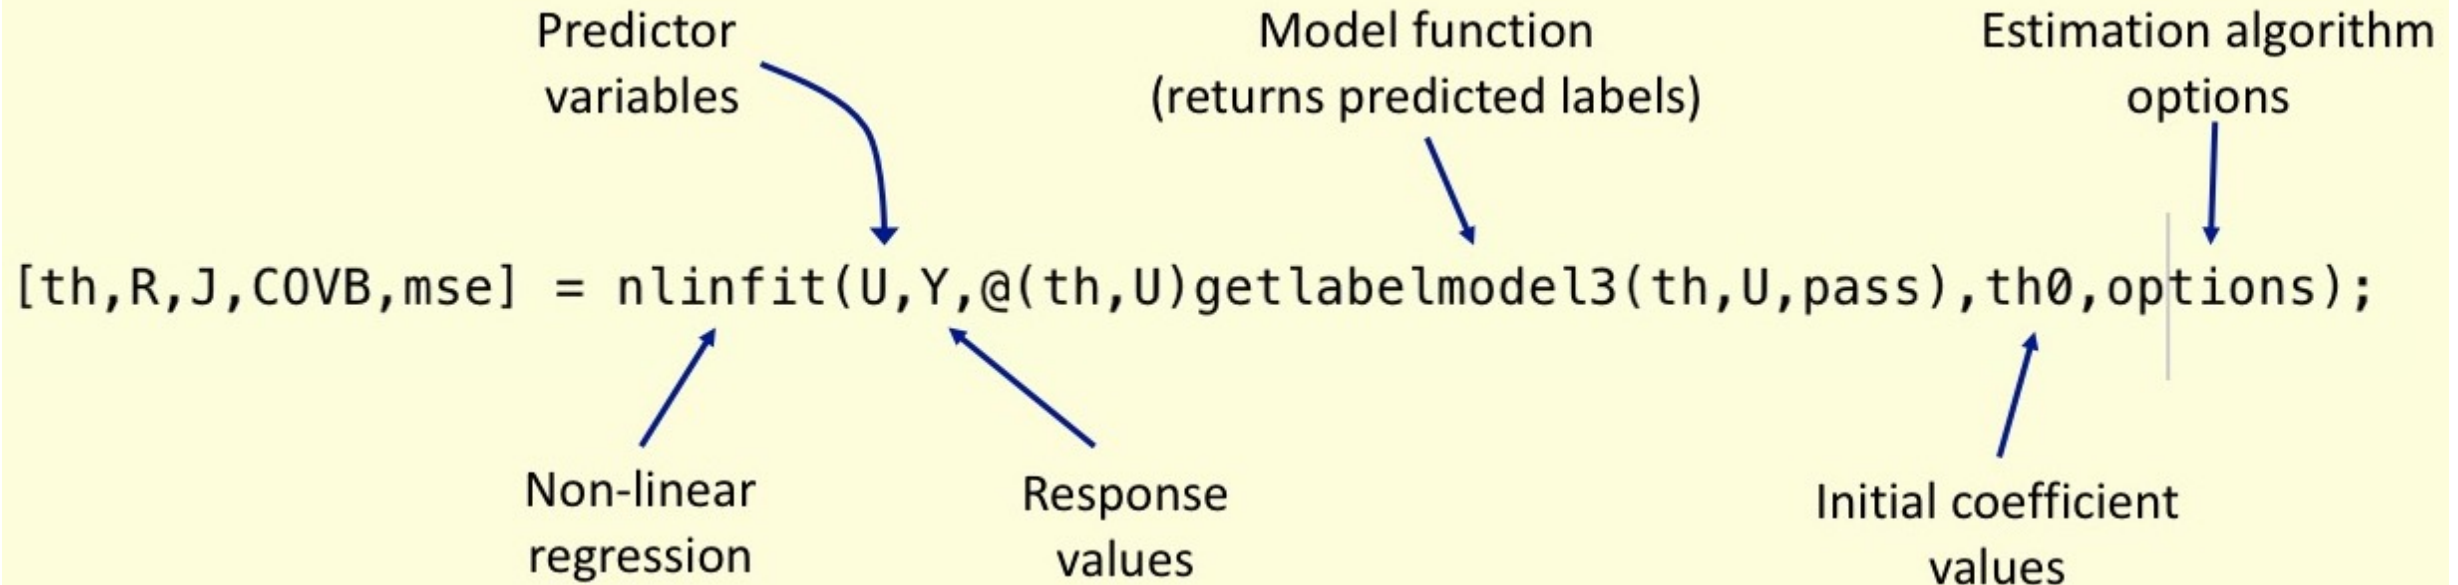 Predictor
variables
Model function
(returns predicted labels)
Estimation algorithm
options
[th,R,J,COVB,mse] = nlinfit(U,Y,@(th,U)getlabelmodel3(th,U,pass),th0,options);
Non-linear
regression
Response
values
Initial coefficient
values